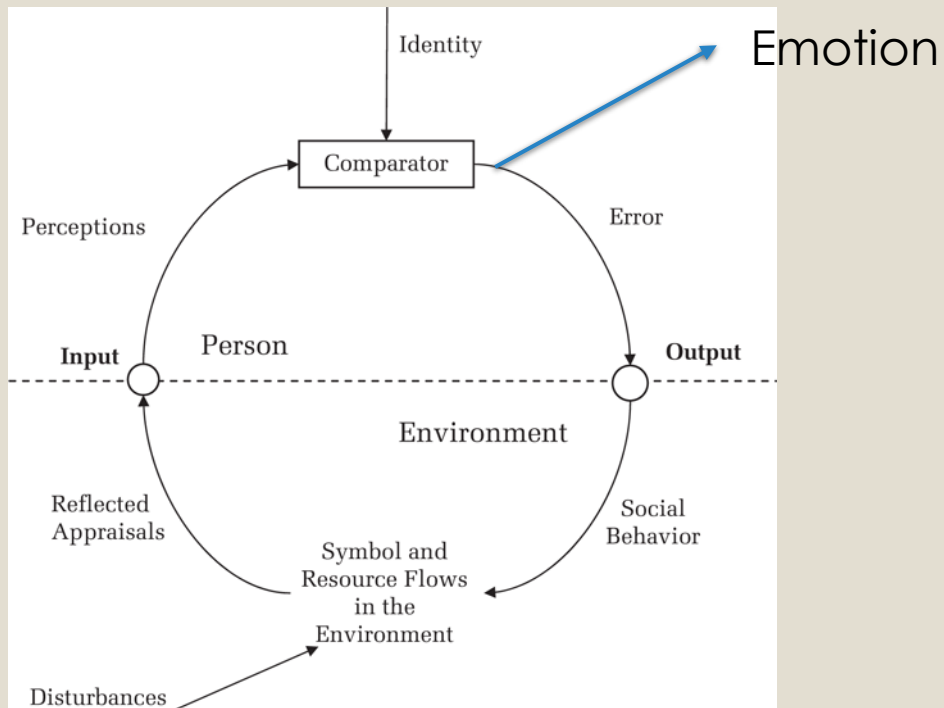 Identity
Emotion
Comparator
Perceptions
Error
Input
Person
Output
Environment
Reflected
Appraisals
Social
Behavior
Symbol and
Resource Flows
in the
Environment
Disturbances